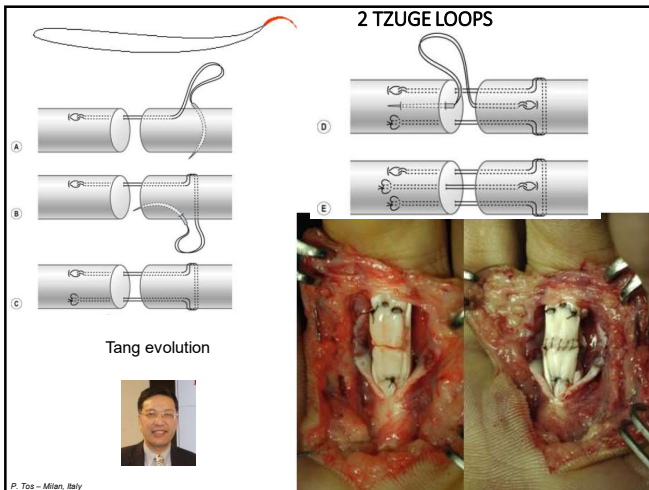 2 TZUGE LOOPS
A
B
C
D
E
Tang evolution
P. Tos – Milan, Italy